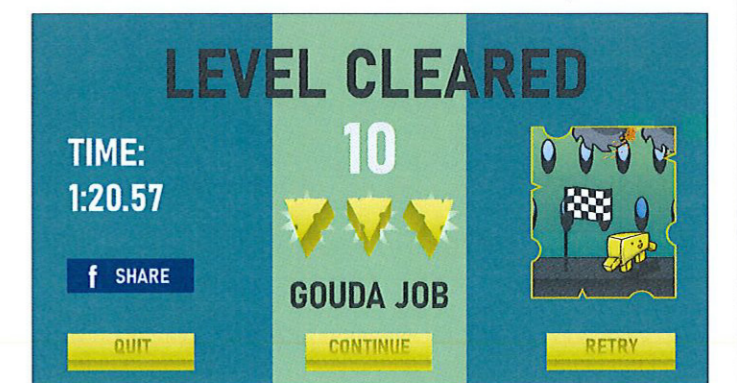 LEVEL CLEARED
TIME:
1:20.57
10
f SHARE
GOUDA JOB
QUIT
CONTINUE
RETRY